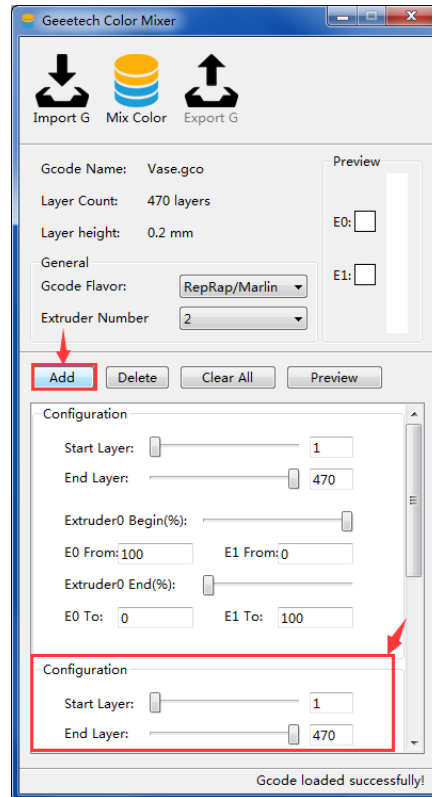 Geeetech Color Mixer
Import G Mix Color Export G
Gcode Name: Vase.gco
Layer Count: 470 layers
Layer height: 0.2 mm
Preview
E0:
E1:
General
Gcode Flavor: RepRap/Marlin
Extruder Number 2
Add Delete Clear All Preview
Configuration
Start Layer: 1
End Layer: 470
Extruder0 Begin(%):
E0 From: 100 E1 From: 0
Extruder0 End(%):
E0 To: 0 E1 To: 100
Configuration
Start Layer: 1
End Layer: 470
Gcode loaded successfully!